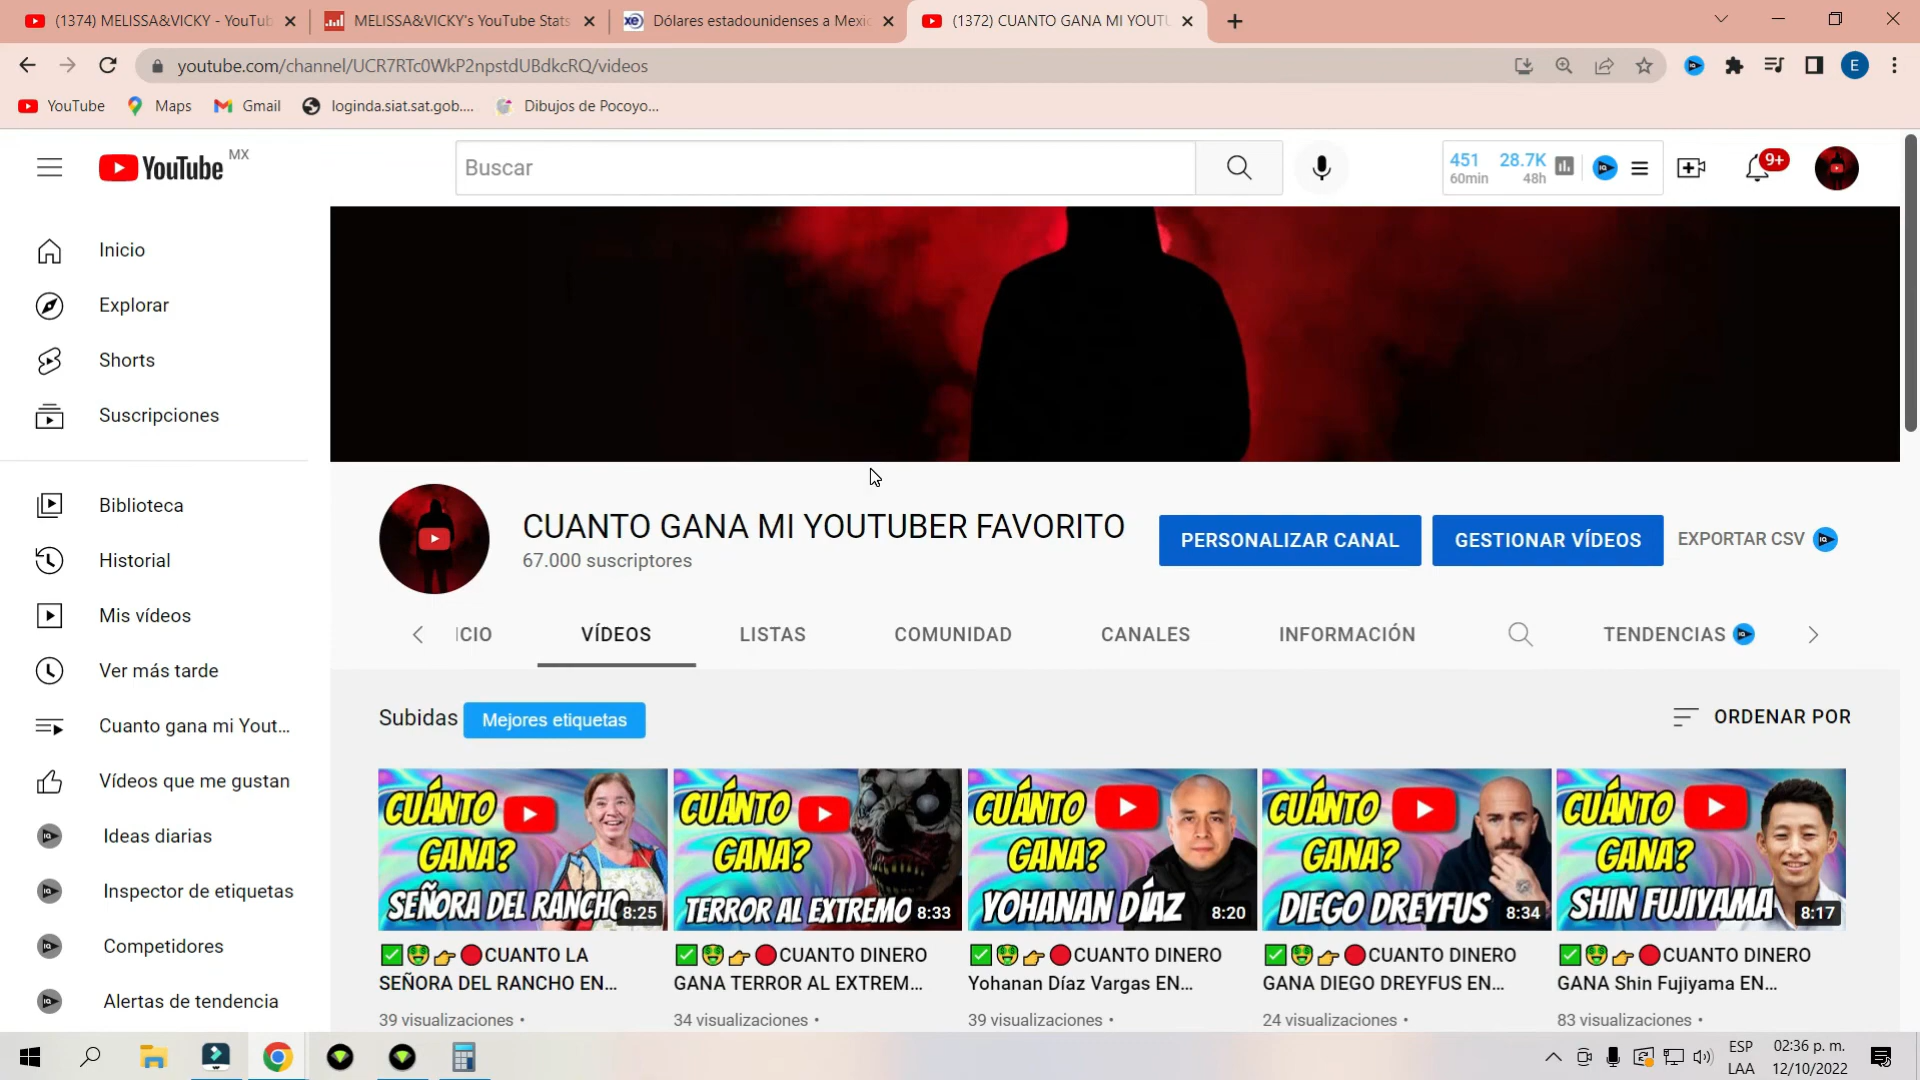 (1374) MELISSA&VICKY - YouTub
MELISSA&VICKY's YouTube Stats
Dólares estadounidenses a Mexic
(1372) CUANTO GANA MI YOUTU
youtube.com/channel/UCR7RTc0WkP2npstdUBdkcRQ/videos
E
YouTube
Maps
Gmail
loginda.siat.sat.gob....
Dibujos de Pocoyo...
YouTube MX
Buscar
451
60min
28.7K
48h
9+
Inicio
Explorar
Shorts
Suscripciones
Biblioteca
Historial
Mis vídeos
Ver más tarde
Cuanto gana mi Yout...
Vídeos que me gustan
Ideas diarias
Inspector de etiquetas
Competidores
Alertas de tendencia
CUANTO GANA MI YOUTUBER FAVORITO
67.000 suscriptores
PERSONALIZAR CANAL
GESTIONAR VÍDEOS
EXPORTAR CSV
ICIO
VÍDEOS
LISTAS
COMUNIDAD
CANALES
INFORMACIÓN
TENDENCIAS
Subidas
Mejores etiquetas
ORDENAR POR
CUÁNTO
GANA?
SEÑORA DEL RANCHO
8:25
CUÁNTO
GANA?
TERROR AL EXTREMO
8:33
CUÁNTO
GANA?
YOHANAN DÍAZ
8:20
CUÁNTO
GANA?
DIEGO DREYFUS
8:34
CUÁNTO
GANA?
SHIN FUJIYAMA
8:17
✅🤑👉🔴CUANTO LA
SEÑORA DEL RANCHO EN...
39 visualizaciones •
✅🤑👉🔴CUANTO DINERO
GANA TERROR AL EXTREM...
34 visualizaciones •
✅🤑👉🔴CUANTO DINERO
Yohanan Díaz Vargas EN...
39 visualizaciones •
✅🤑👉🔴CUANTO DINERO
GANA DIEGO DREYFUS EN...
24 visualizaciones •
✅🤑👉🔴CUANTO DINERO
GANA Shin Fujiyama EN...
83 visualizaciones •
ESP
LAA
02:36 p. m.
12/10/2022